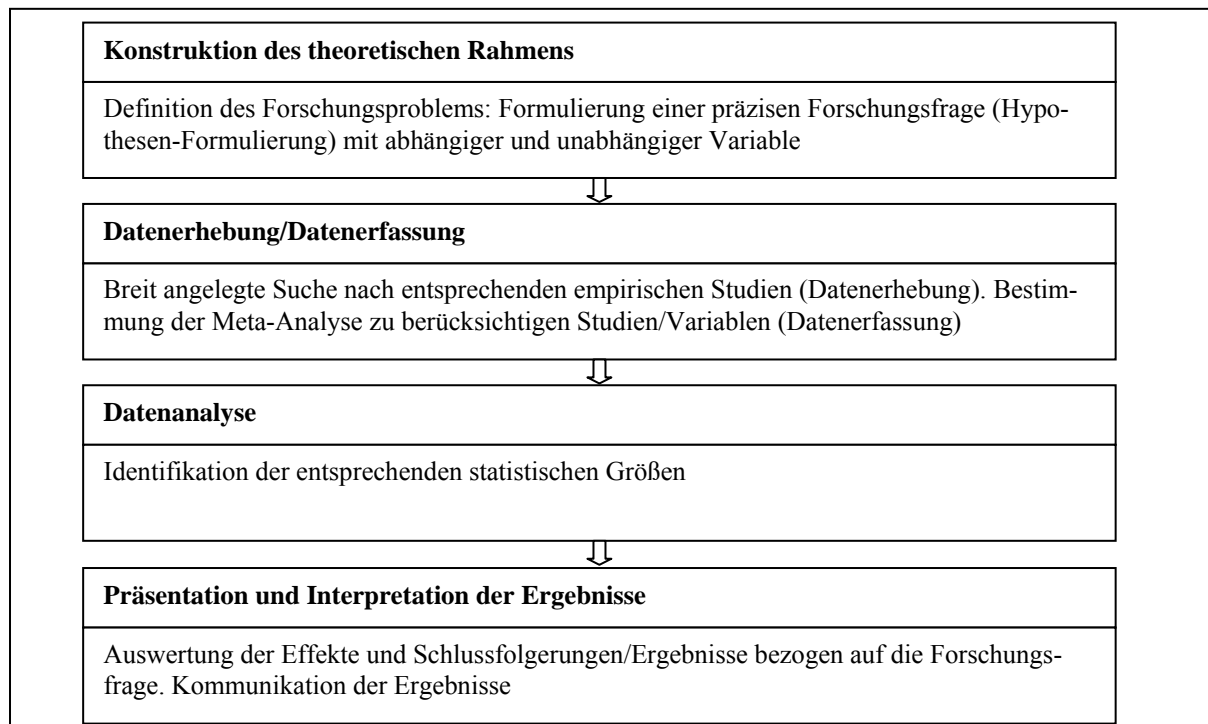 Konstruktion des theoretischen Rahmens
Definition des Forschungsproblems: Formulierung einer präzisen Forschungsfrage (Hypo-
thesen-Formulierung) mit abhängiger und unabhängiger Variable
Datenerhebung/Datenerfassung
Breit angelegte Suche nach entsprechenden empirischen Studien (Datenerhebung). Bestim-
mung der Meta-Analyse zu berücksichtigen Studien/Variablen (Datenerfassung)
Datenanalyse
Identifikation der entsprechenden statistischen Größen
Präsentation und Interpretation der Ergebnisse
Auswertung der Effekte und Schlussfolgerungen/Ergebnisse bezogen auf die Forschungs-
frage. Kommunikation der Ergebnisse